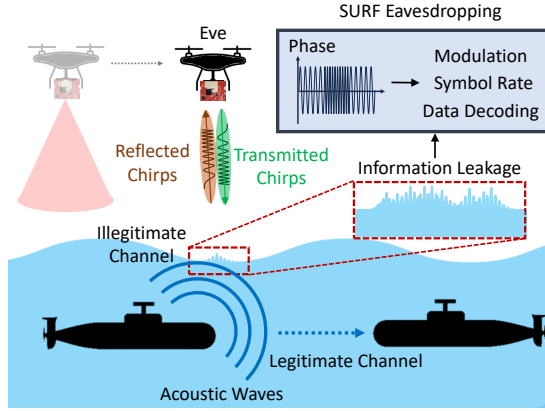 SURF Eavesdropping
Eve
Phase
Modulation
Symbol Rate
Data Decoding
Reflected
Chirps
Transmitted
Chirps
Information Leakage
Illegitimate
Channel
Legitimate Channel
Acoustic Waves